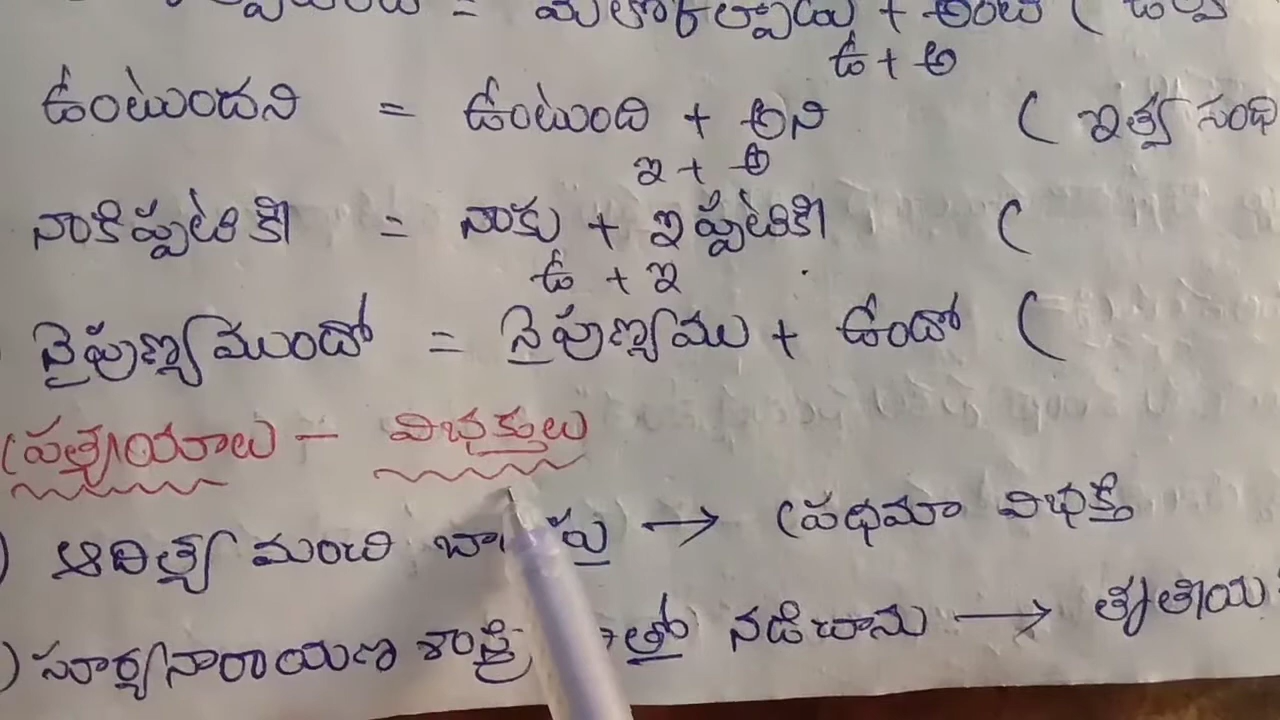 = + అంటే (
ఉ + అ
ఉంటుందని = ఉంటుంది + అని ( ఇత్వ సంధి
ఇ + అ
నాకిప్పటికీ = నాకు + ఇప్పటికీ (
ఉ + ఇ
నైపుణ్యముందో = నైపుణ్యము + ఉందో (
ప్రత్యయాలు - విభక్తులు
) ఆదిత్య మంచి → ప్రథమా విభక్తి
) సూర్యనారాయణ శాస్త్రి తో నడిచాను → తృతీయ